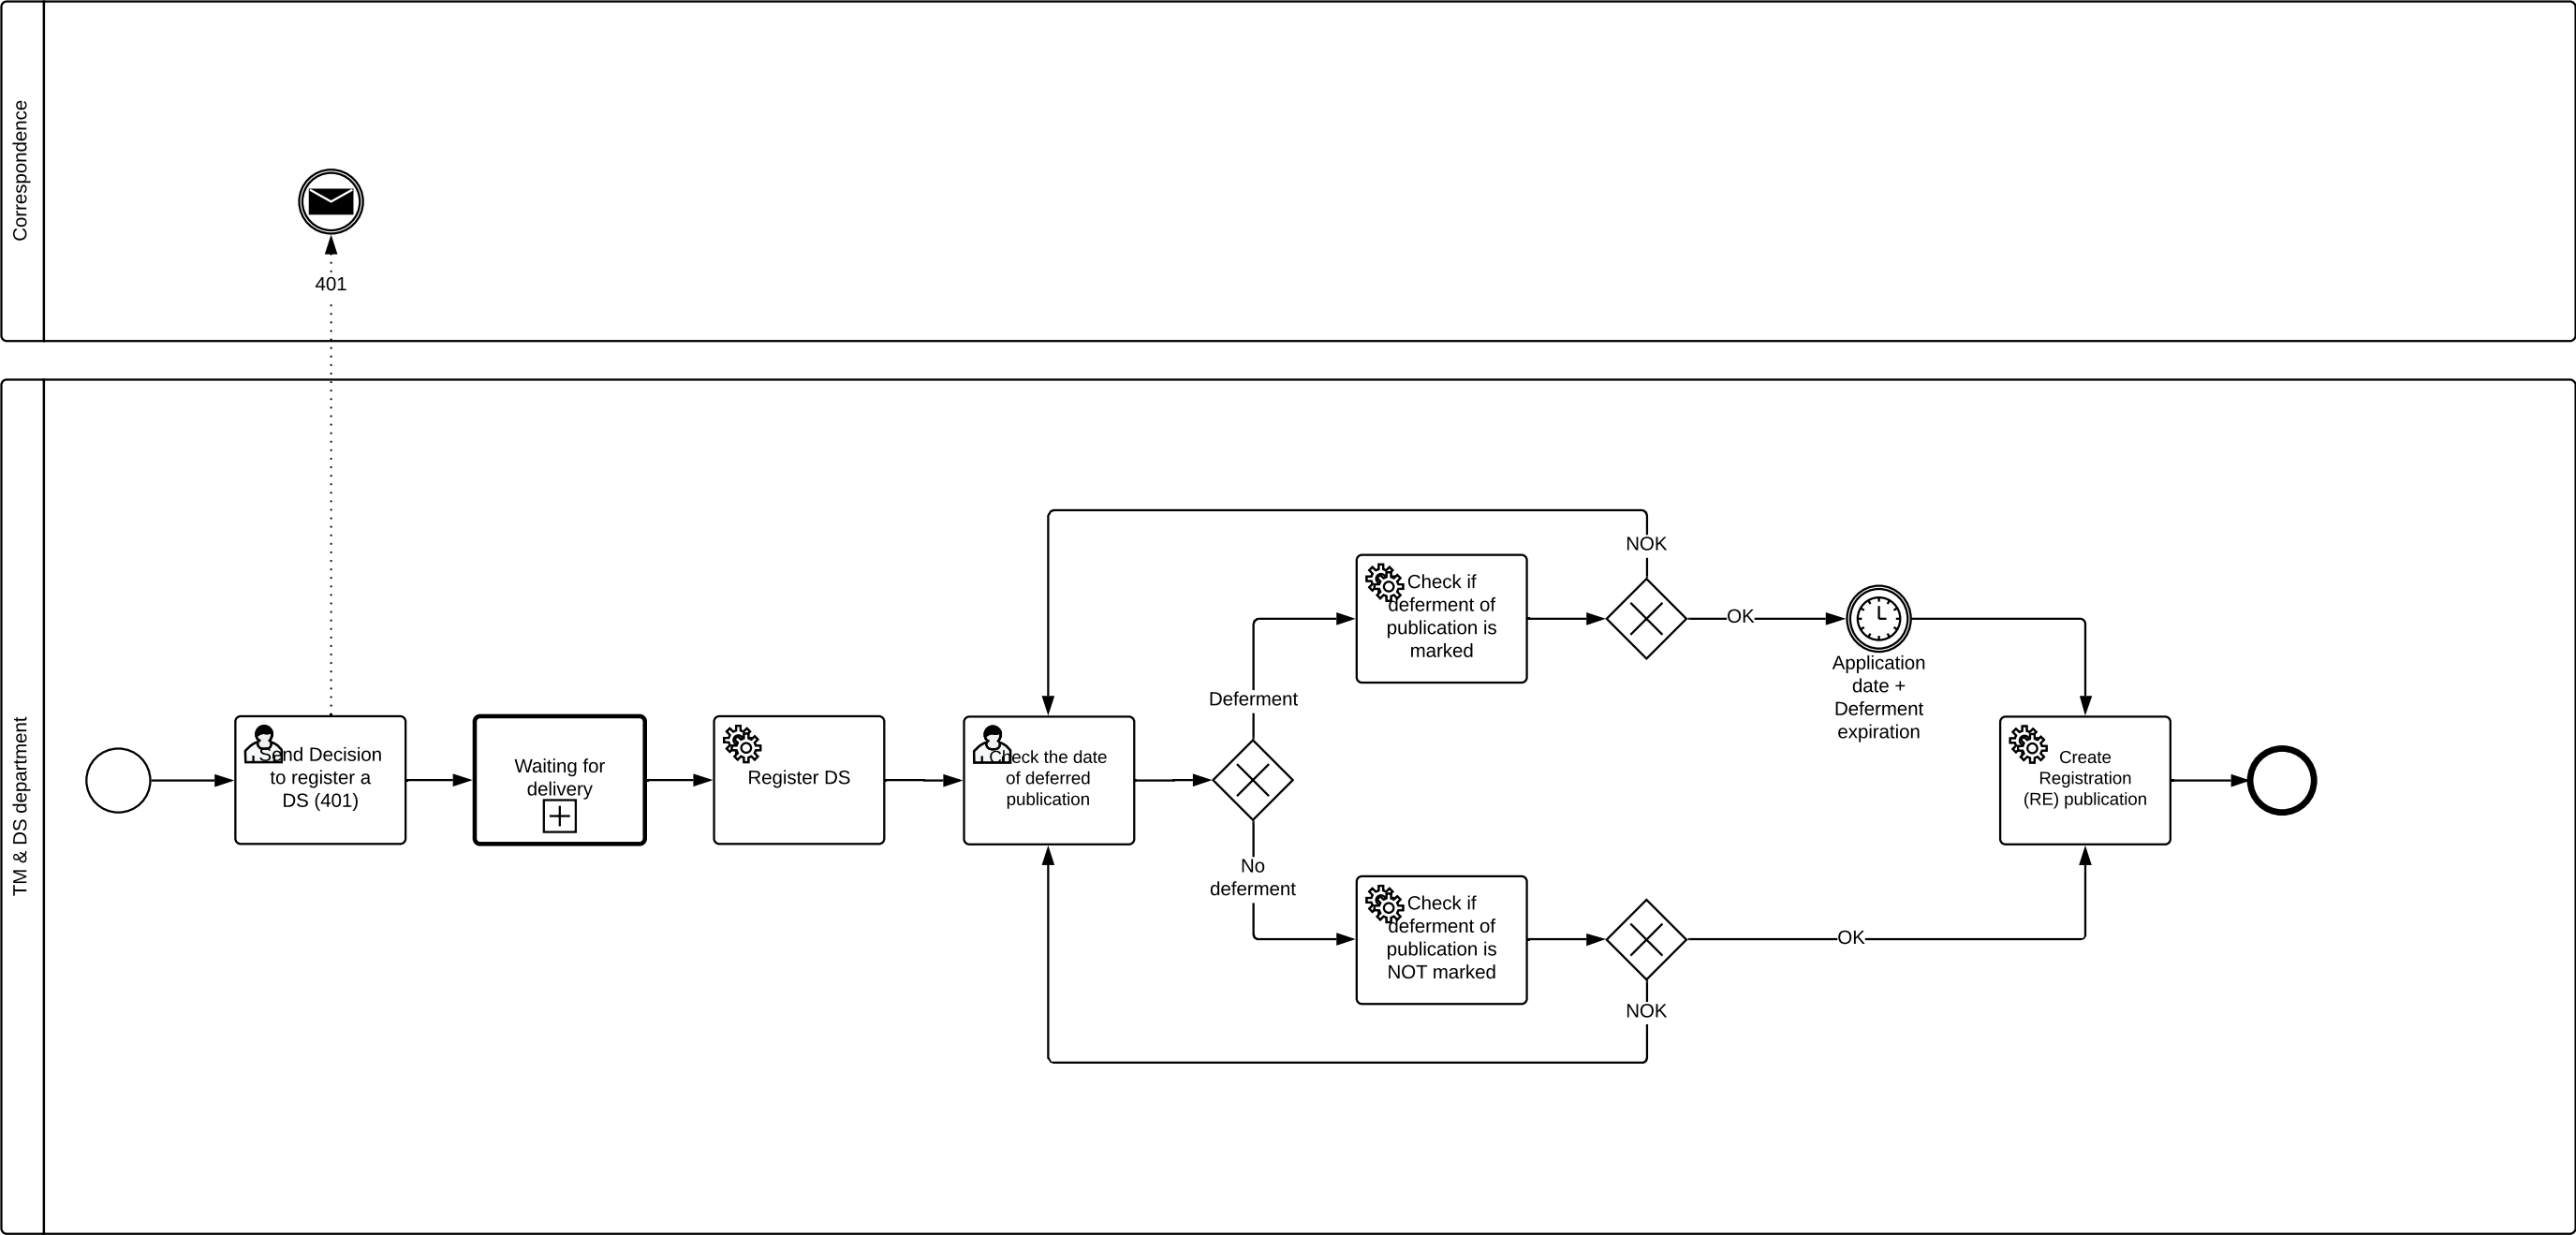 Correspondence
401
TM & DS department
Send Decision
to register a
DS (401)
Waiting for
delivery
Register DS
Check the date
of deferred
publication
Deferment
No
deferment
Check if
deferment of
publication is
marked
NOK
OK
Application
date +
Deferment
expiration
Check if
deferment of
publication is
NOT marked
OK
NOK
Create
Registration
(RE) publication